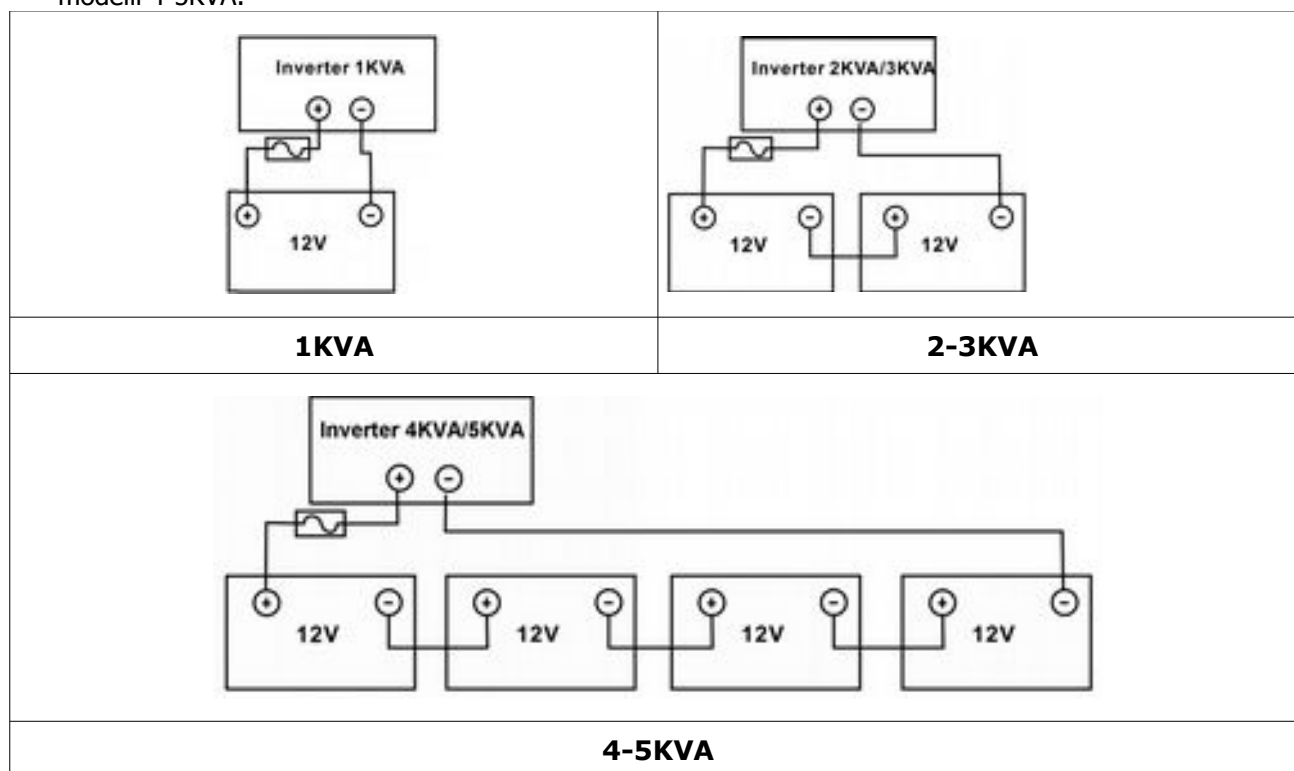 Inverter 1KVA
+ −
+ −
12V
Inverter 2KVA/3KVA
+ −
+ − + −
12V 12V
1KVA 2-3KVA
Inverter 4KVA/5KVA
+ −
+ − + − + − + −
12V 12V 12V 12V
4-5KVA